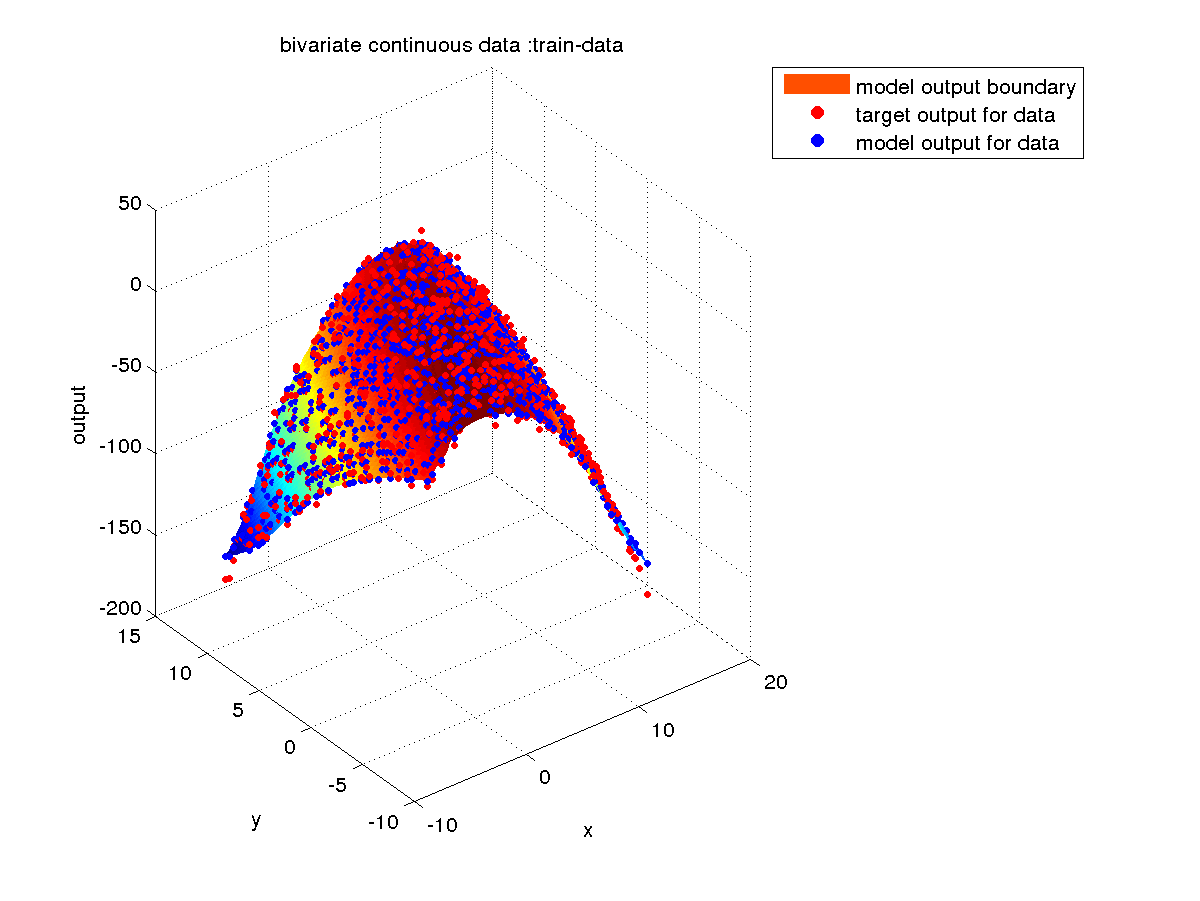 bivariate continuous data :train-data
model output boundary
target output for data
model output for data
50
0
-50
-100
-150
-200
output
15
10
5
0
-5
-10
y
-10
0
10
20
x